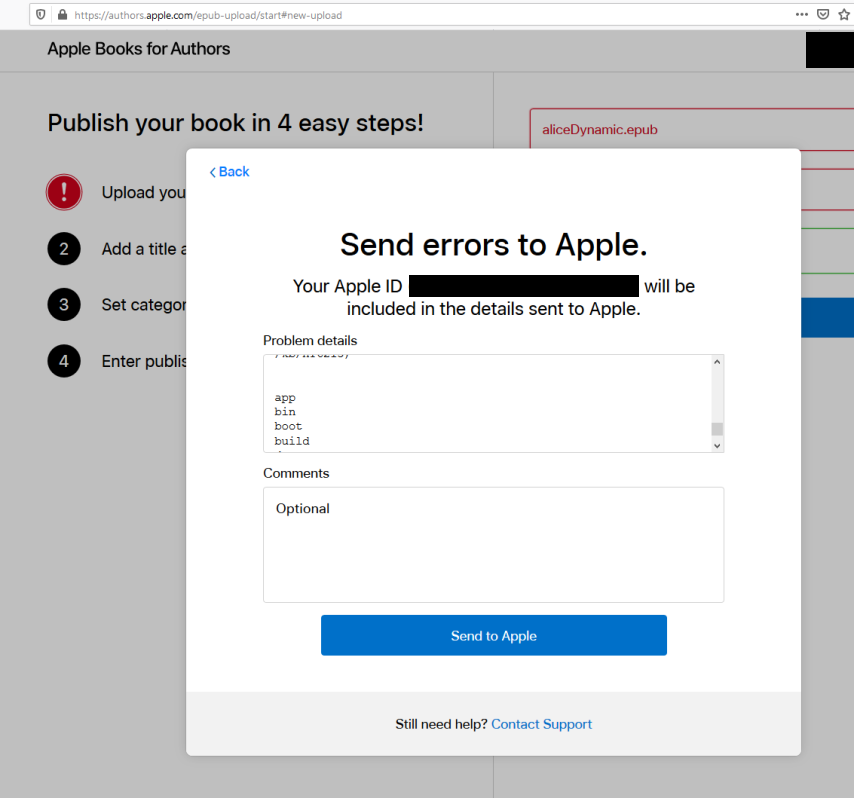 https://authors.apple.com/epub-upload/start#new-upload
Apple Books for Authors
Publish your book in 4 easy steps!
aliceDynamic.epub
Back
! Upload you
2 Add a title a
3 Set categor
4 Enter publis
Send errors to Apple.
Your Apple ID will be
included in the details sent to Apple.
Problem details
app
bin
boot
build
Comments
Optional
Send to Apple
Still need help? Contact Support